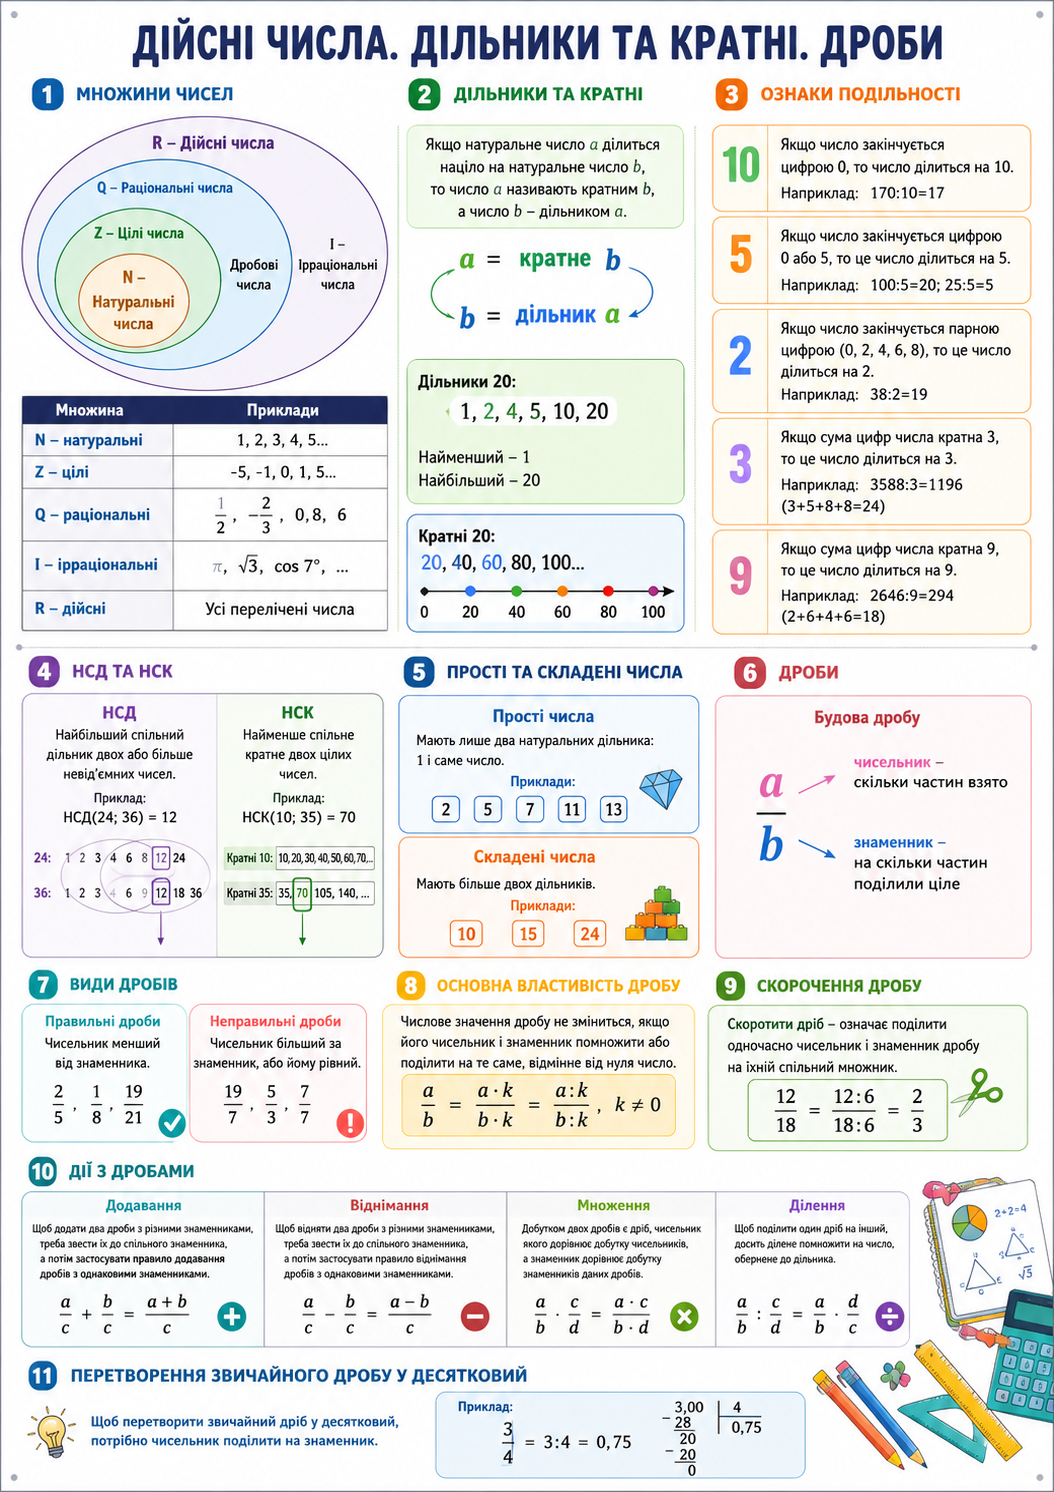 ДІЙСНІ ЧИСЛА. ДІЛЬНИКИ ТА КРАТНІ. ДРОБИ
1 МНОЖИНИ ЧИСЕЛ
R – Дійсні числа
Q – Раціональні числа
Z – Цілі числа
N –
Натуральні
числа
Дробові
числа
I –
Ірраціональні
числа
Множина Приклади
N – натуральні 1, 2, 3, 4, 5...
Z – цілі -5, -1, 0, 1, 5...
Q – раціональні 1/2 , −2/3 , 0,8, 6
I – ірраціональні π, √3, cos 7°, ...
R – дійсні Усі перелічені числа
2 ДІЛЬНИКИ ТА КРАТНІ
Якщо натуральне число a ділиться
націло на натуральне число b,
то число a називають кратним b,
а число b – дільником a.
a = кратне b
b = дільник a
Дільники 20:
1, 2, 4, 5, 10, 20
Найменший – 1
Найбільший – 20
Кратні 20:
20, 40, 60, 80, 100...
0 20 40 60 80 100
3 ОЗНАКИ ПОДІЛЬНОСТІ
10
Якщо число закінчується
цифрою 0, то число ділиться на 10.
Наприклад: 170:10=17
5
Якщо число закінчується цифрою
0 або 5, то це число ділиться на 5.
Наприклад: 100:5=20; 25:5=5
2
Якщо число закінчується парною
цифрою (0, 2, 4, 6, 8), то це число
ділиться на 2.
Наприклад: 38:2=19
3
Якщо сума цифр числа кратна 3,
то це число ділиться на 3.
Наприклад: 3588:3=1196
(3+5+8+8=24)
9
Якщо сума цифр числа кратна 9,
то це число ділиться на 9.
Наприклад: 2646:9=294
(2+6+4+6=18)
4 НСД ТА НСК
НСД
Найбільший спільний
дільник двох або більше
невід'ємних чисел.
Приклад:
НСД(24; 36) = 12
24: 1 2 3 4 6 8 12 24
36: 1 2 3 4 6 9 12 18 36
НСК
Найменше спільне
кратне двох цілих
чисел.
Приклад:
НСК(10; 35) = 70
Кратні 10: 10,20,30,40,50,60,70,..
Кратні 35: 35, 70 105, 140, ...
5 ПРОСТІ ТА СКЛАДЕНІ ЧИСЛА
Прості числа
Мають лише два натуральних дільника:
1 і саме число.
Приклади:
2 5 7 11 13
Складені числа
Мають більше двох дільників.
Приклади:
10 15 24
6 ДРОБИ
Будова дробу
a
b
чисельник –
скільки частин взято
знаменник –
на скільки частин
поділили ціле
7 ВИДИ ДРОБІВ
Правильні дроби
Чисельник менший
від знаменника.
2/5 , 1/8 , 19/21
Неправильні дроби
Чисельник більший за
знаменник, або йому рівний.
19/7 , 5/3 , 7/7
!
8 ОСНОВНА ВЛАСТИВІСТЬ ДРОБУ
Числове значення дробу не зміниться, якщо
його чисельник і знаменник помножити або
поділити на те саме, відмінне від нуля число.
a/b = a · k/b · k = a : k/b : k , k ≠ 0
9 СКОРОЧЕННЯ ДРОБУ
Скоротити дріб – означає поділити
одночасно чисельник і знаменник дробу
на їхній спільний множник.
12/18 = 12:6/18:6 = 2/3
10 ДІЇ З ДРОБАМИ
Додавання
Щоб додати два дроби з різними знаменниками,
треба звести їх до спільного знаменника,
а потім застосувати правило додавання
дробів з однаковими знаменниками.
a/c + b/c = a + b/c
+
Віднімання
Щоб відняти два дроби з різними знаменниками,
треба звести їх до спільного знаменника,
а потім застосувати правило віднімання
дробів з однаковими знаменниками.
a/c − b/c = a − b/c
−
Множення
Добутком двох дробів є дріб, чисельник
якого дорівнює добутку чисельників,
а знаменник дорівнює добутку
знаменників даних дробів.
a/b · c/d = a · c/b · d
×
Ділення
Щоб поділити один дріб на інший,
досить ділене помножити на число,
обернене до дільника.
a/b : c/d = a/b · d/c
÷
2+2=4
√5
11 ПЕРЕТВОРЕННЯ ЗВИЧАЙНОГО ДРОБУ У ДЕСЯТКОВИЙ
Щоб перетворити звичайний дріб у десятковий,
потрібно чисельник поділити на знаменник.
Приклад:
3/4 = 3:4 = 0,75
3,00 4
− 28 0,75
20
− 20
0